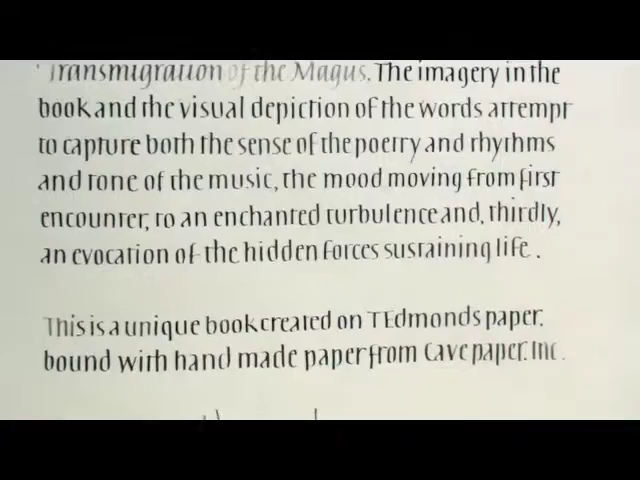 Transmigration of the Magus. The imagery in the
book and the visual depiction of the words attempt
to capture both the sense of the poetry and rhythms
and tone of the music, the mood moving from first
encounter, to an enchanted turbulence and, thirdly,
an evocation of the hidden forces sustaining life.
This is a unique book created on TEdmonds paper.
bound with hand made paper from Cave paper. Inc.